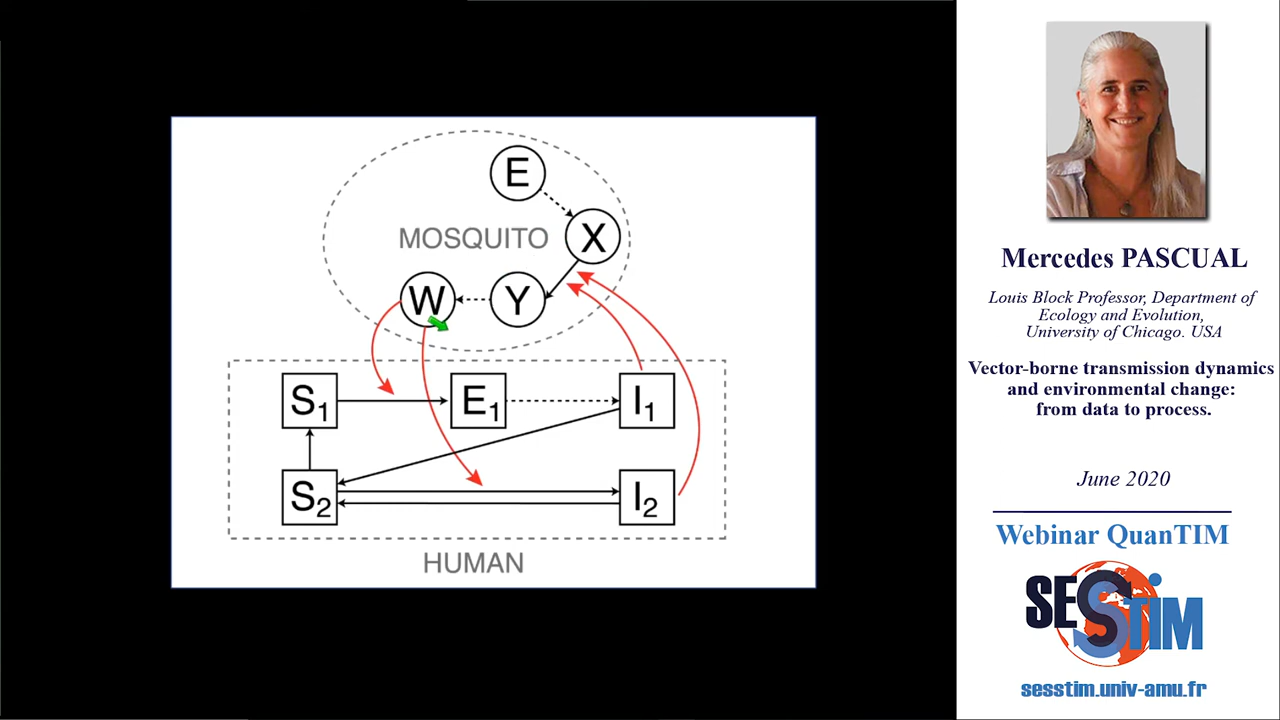 E
MOSQUITO
X
W
Y
S1
E1
I1
S2
I2
HUMAN
Mercedes PASCUAL
Louis Block Professor, Department of
Ecology and Evolution,
University of Chicago. USA
Vector-borne transmission dynamics
and environmental change:
from data to process.
June 2020
Webinar QuanTIM
SESSTIM
sesstim.univ-amu.fr